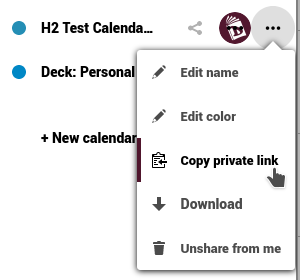 H2 Test Calenda...
Deck: Personal
+ New calendar
Edit name
Edit color
Copy private link
Download
Unshare from me